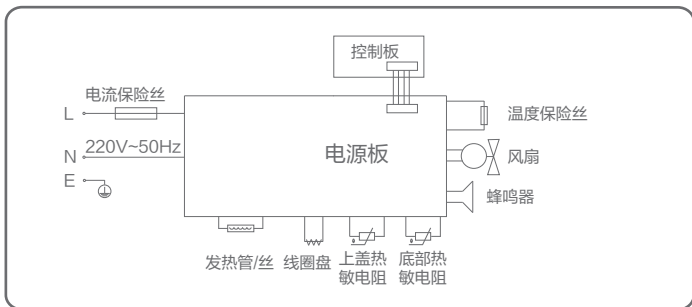 控制板
电流保险丝
L
温度保险丝
220V~50Hz
N
电源板
风扇
E
蜂鸣器
发热管/丝
线圈盘
上盖热
敏电阻
底部热
敏电阻